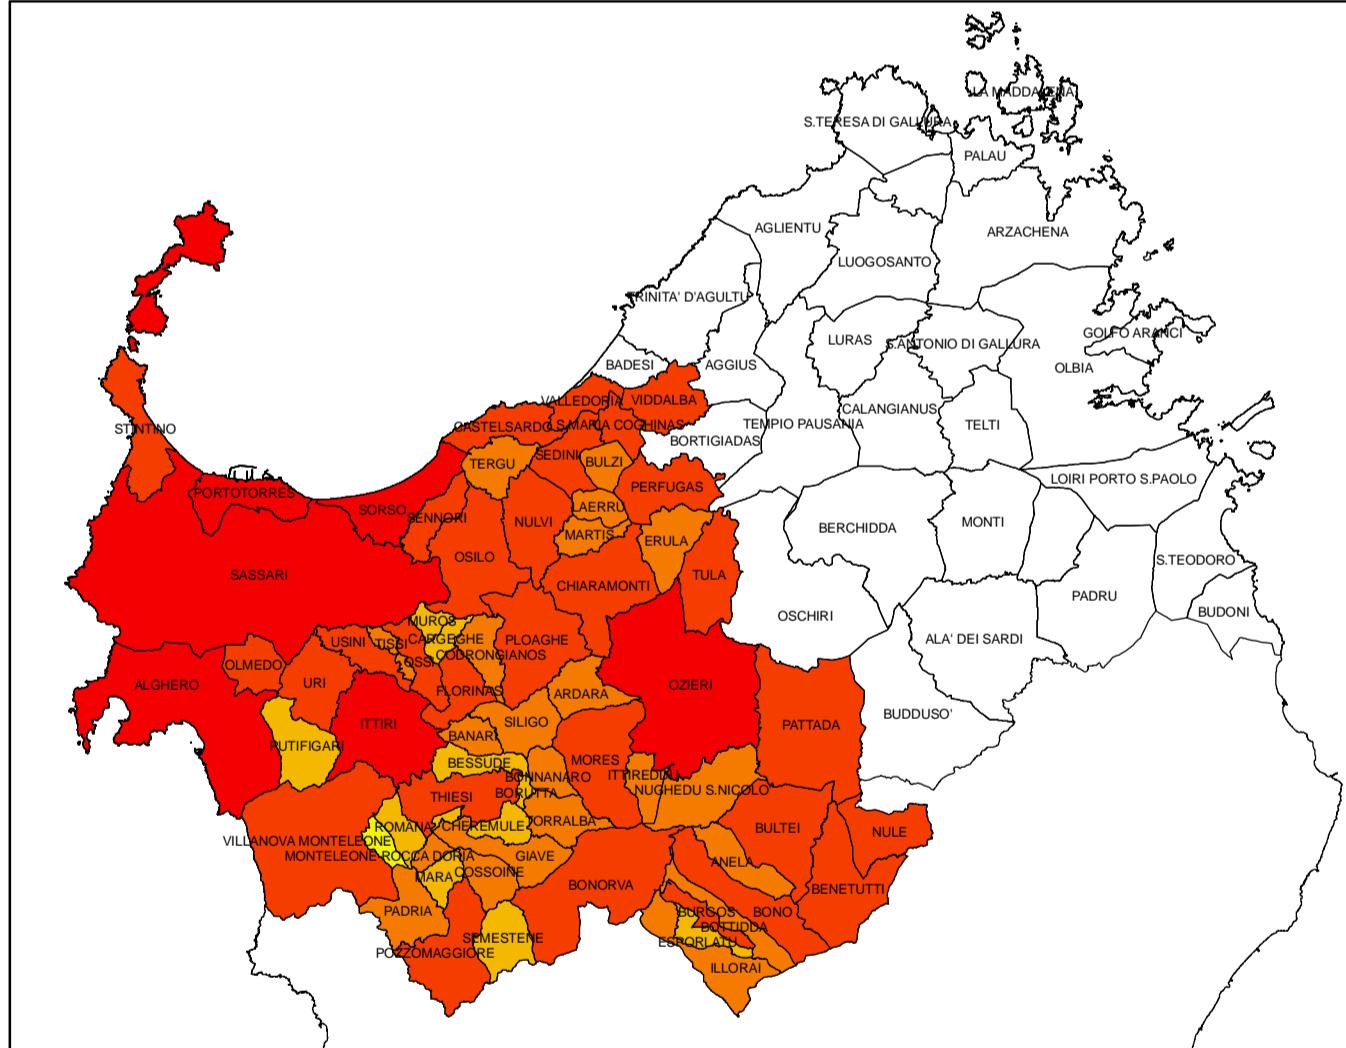 LA MADDALENA
S.TERESA DI GALLURA
PALAU
AGLIENTU
ARZACHENA
LUOGOSANTO
TRINITA' D'AGULTU
GOLFO ARANCI
LURAS
S.ANTONIO DI GALLURA
BADESI
AGGIUS
OLBIA
VALLEDORIA
VIDDALBA
CALANGIANUS
STINTINO
CASTELSARDO
S.MARIA COGHINAS
TEMPIO PAUSANIA
TELTI
BORTIGIADAS
SEDINI
TERGU
BULZI
LOIRI PORTO S.PAOLO
PERFUGAS
PORTOTORRES
SORSO
SENNORI
NULVI
LAERRU
BERCHIDDA
MONTI
MARTIS
ERULA
OSILO
S.TEODORO
SASSARI
TULA
CHIARAMONTI
PADRU
BUDONI
OSCHIRI
MUROS
ALA' DEI SARDI
USINI
TISSI
CARGEGHE
PLOAGHE
CODRONGIANOS
OLMEDO
OSSI
ALGHERO
URI
OZIERI
FLORINAS
ARDARA
BUDDUSO'
ITTIRI
SILIGO
PATTADA
BANARI
PUTIFIGARI
BESSUDE
MORES
BONNANARO
ITTIREDDU
NUGHEDU S.NICOLO
BORUTTA
THIESI
TORRALBA
ROMANA
CHEREMULE
BULTEI
NULE
VILLANOVA MONTELEONE
MONTELEONE ROCCA DORIA
GIAVE
ANELA
COSSOINE
MARA
BONORVA
BENETUTTI
PADRIA
BURGOS
BONO
BOTTIDDA
SEMESTENE
ESPORLATU
POZZOMAGGIORE
ILLORAI